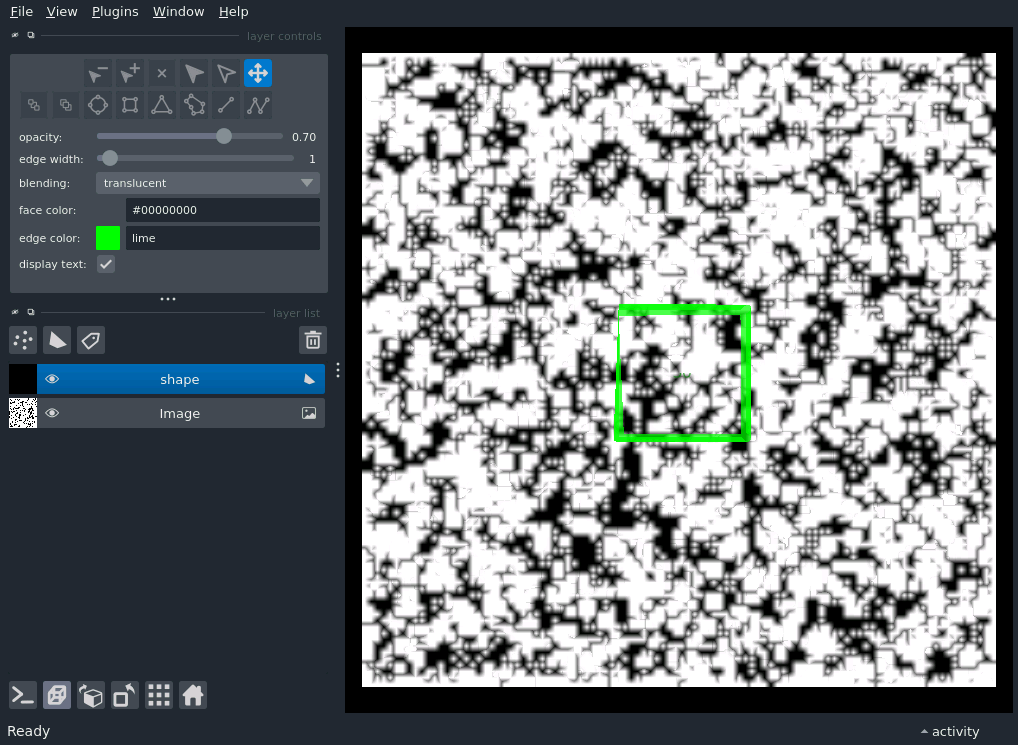 File View Plugins Window Help
layer controls
opacity: 0.70
edge width: 1
blending: translucent
face color: #00000000
edge color: lime
display text:
layer list
shape
Image
Ready
activity